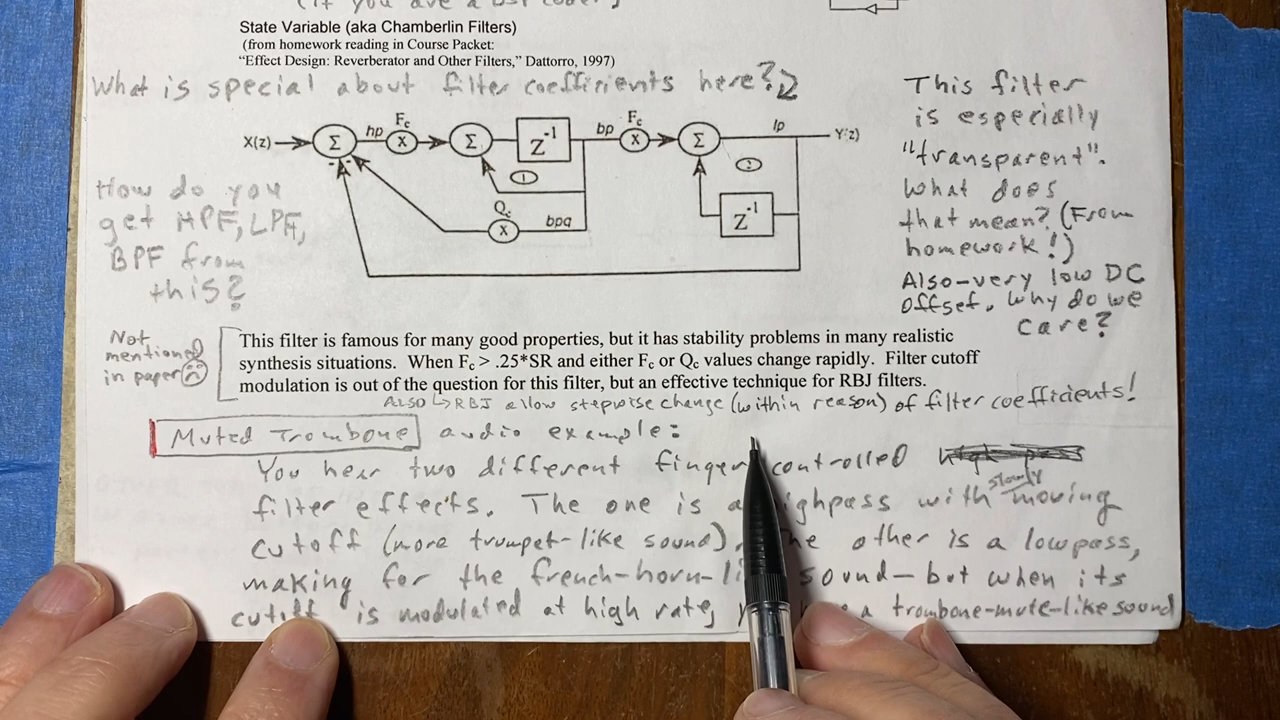 (if you are a DSP coder!)
State Variable (aka Chamberlin Filters)
(from homework reading in Course Packet:
“Effect Design: Reverberator and Other Filters,” Dattorro, 1997)
What is special about filter coefficients here?
X(z)
Σ
hp
Fc
X
Σ
Z-1
bp
Fc
X
Σ
lp
Y(z)
1
2
Qc
X
bpq
Z-1
How do you
get HPF, LPF,
BPF from
this?
This filter
is especially
"transparent".
What does
that mean? (From
homework!)
Also-very low DC
offset. Why do we
care?
Not
mentioned
in paper
This filter is famous for many good properties, but it has stability problems in many realistic
synthesis situations. When Fc > .25*SR and either Fc or Qc values change rapidly. Filter cutoff
modulation is out of the question for this filter, but an effective technique for RBJ filters.
ALSO → RBJ allow stepwise change (within reason) of filter coefficients!
Muted Trombone audio example:
You hear two different finger controlled
filter effects. The one is a highpass with slowly moving
cutoff (more trumpet-like sound). The other is a lowpass,
making for the french-horn- sound-but when its
cutoff is modulated at high rate, a trombone-mute-like sound